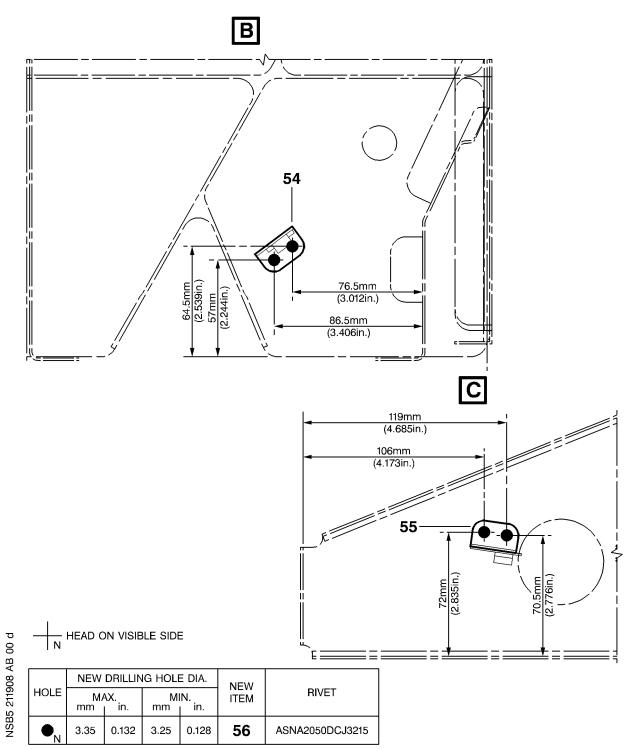 B
54
76.5mm
(3.012in.)
86.5mm
(3.406in.)
64.5mm
(2.539in.)
57mm
(2.244in.)
C
119mm
(4.685in.)
106mm
(4.173in.)
55
72mm
(2.835in.)
70.5mm
(2.776in.)
N HEAD ON VISIBLE SIDE
HOLE NEW DRILLING HOLE DIA. NEW ITEM RIVET
MAX. MIN.
mm in. mm in.
N 3.35 0.132 3.25 0.128 56 ASNA2050DCJ3215
NSB5 211908 AB 00 d